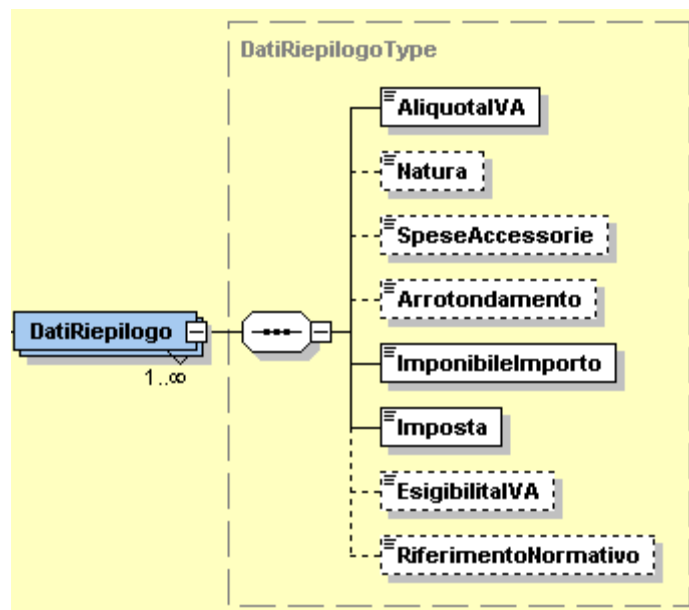 DatiRiepilogoType
AliquotaIVA
Natura
SpeseAccessorie
Arrotondamento
DatiRiepilogo
1..∞
ImponibileImporto
Imposta
EsigibilitaIVA
RiferimentoNormativo